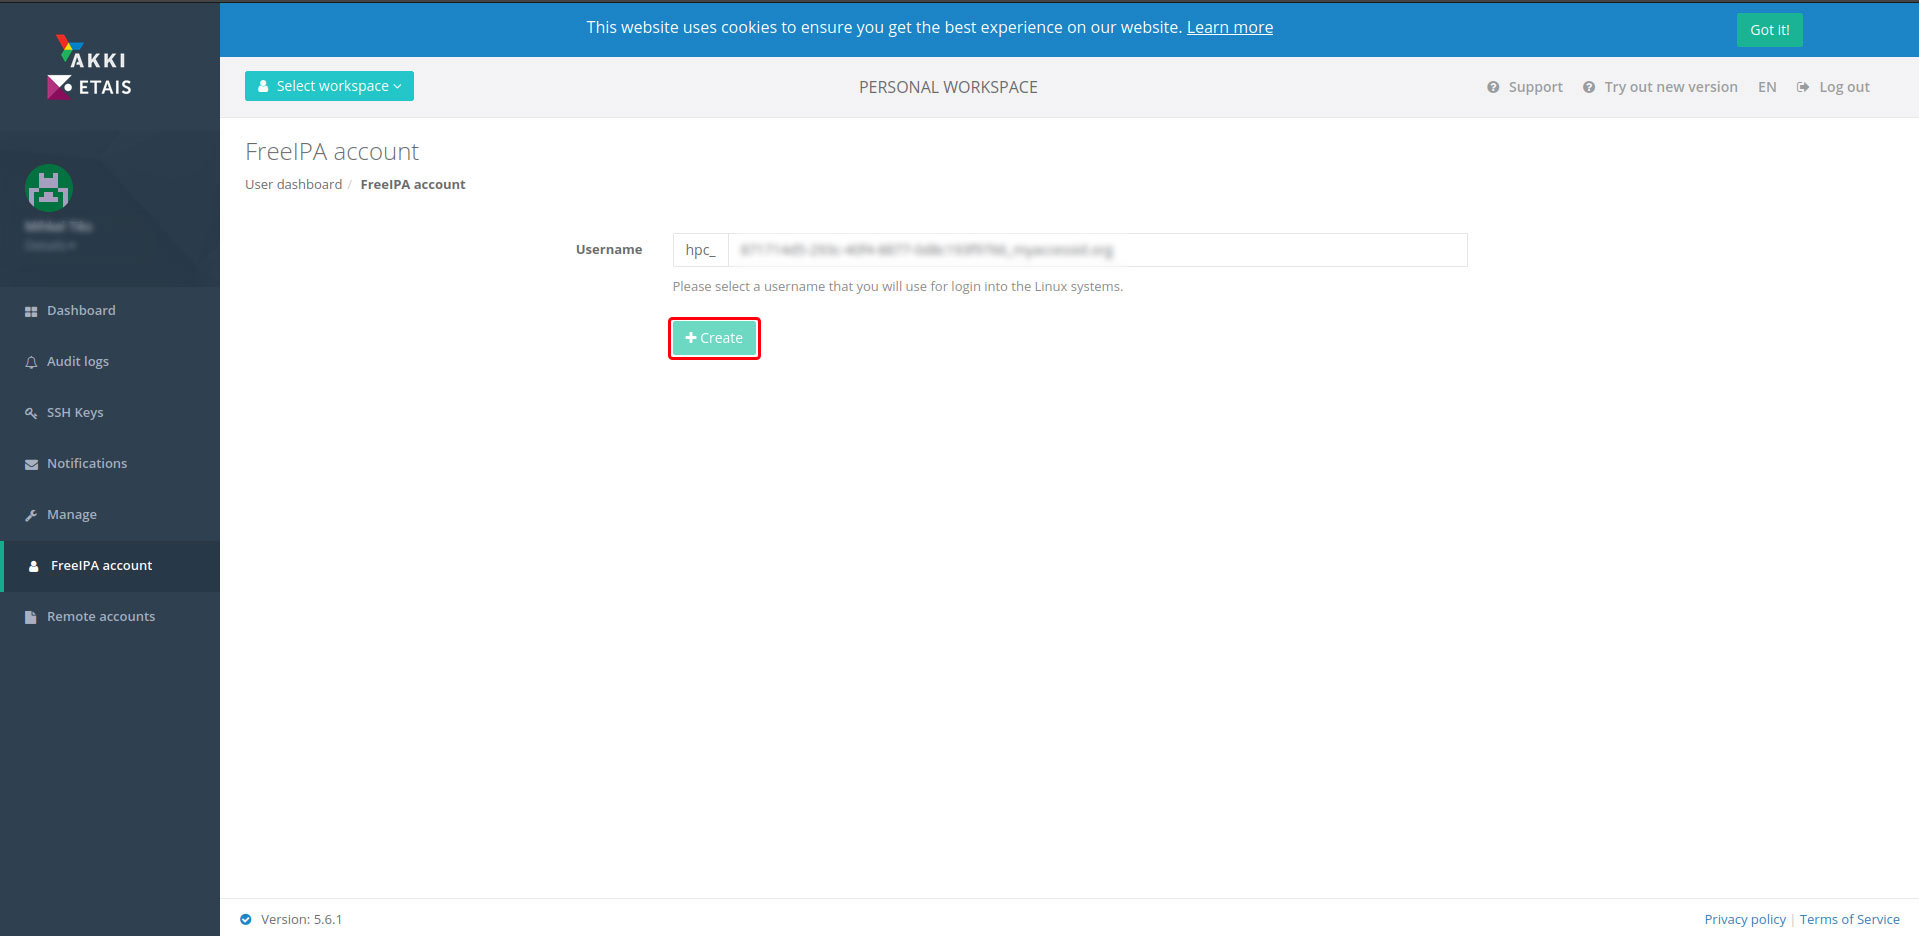 This website uses cookies to ensure you get the best experience on our website. Learn more
Got it!
AKKI
ETAIS
Select workspace
PERSONAL WORKSPACE
Support
Try out new version
EN
Log out
FreeIPA account
User dashboard / FreeIPA account
Username
hpc_
Please select a username that you will use for login into the Linux systems.
Create
Dashboard
Audit logs
SSH Keys
Notifications
Manage
FreeIPA account
Remote accounts
Version: 5.6.1
Privacy policy | Terms of Service